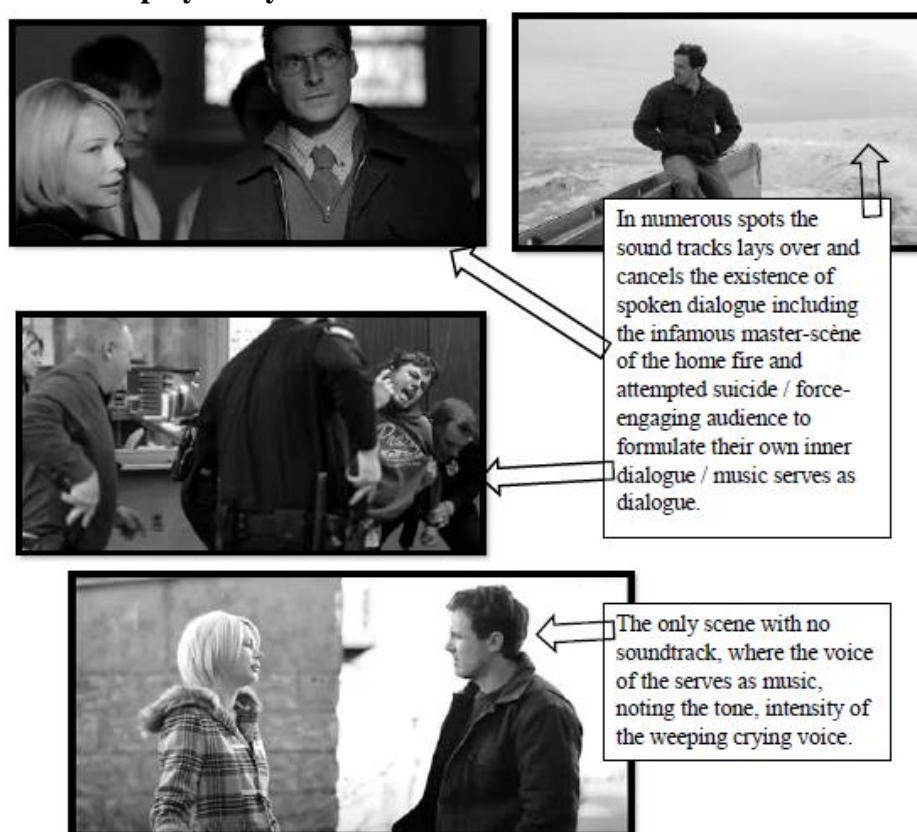 In numerous spots the
sound tracks lays over and
cancels the existence of
spoken dialogue including
the infamous master-scène
of the home fire and
attempted suicide / force-
engaging audience to
formulate their own inner
dialogue / music serves as
dialogue.
The only scene with no
soundtrack, where the voice
of the serves as music,
noting the tone, intensity of
the weeping crying voice.